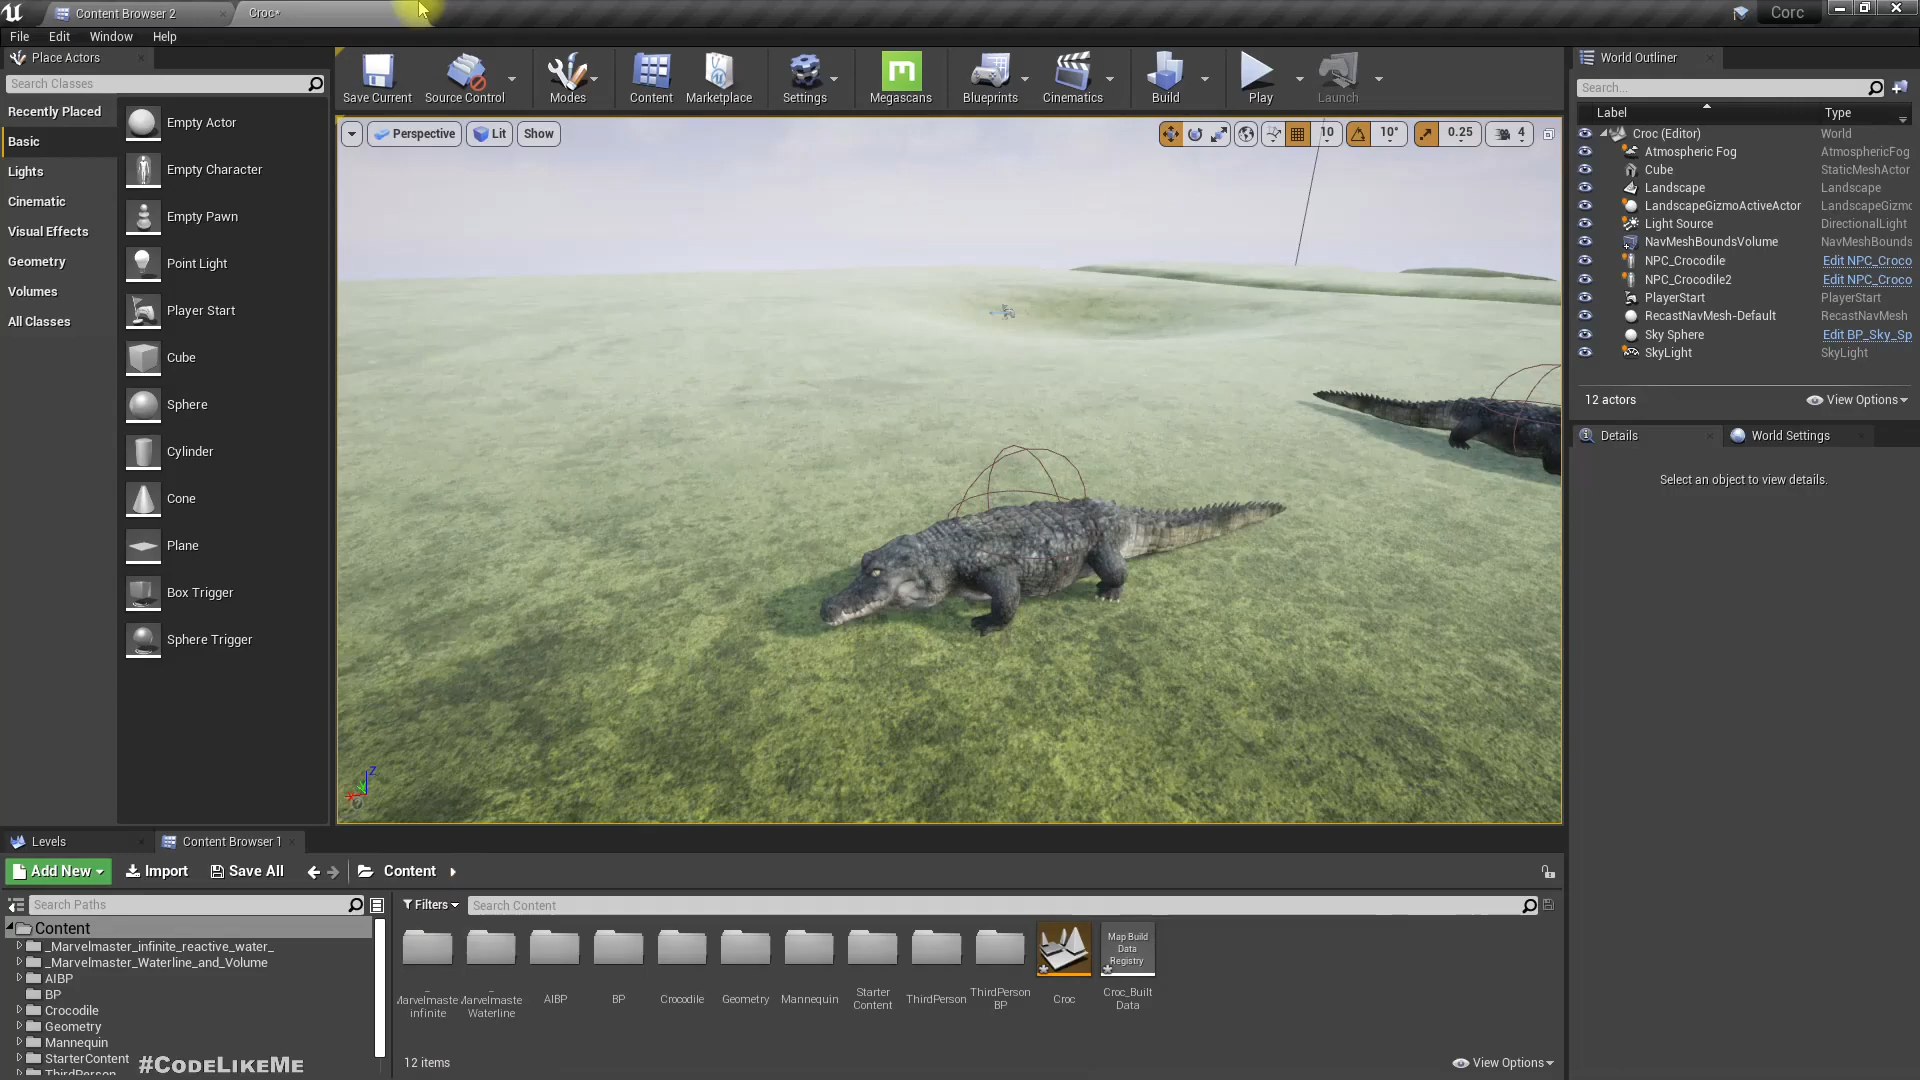 Content Browser 2
Croc*
Corc
File
Edit
Window
Help
Place Actors
Search Classes
Recently Placed
Basic
Lights
Cinematic
Visual Effects
Geometry
Volumes
All Classes
Empty Actor
Empty Character
Empty Pawn
Point Light
Player Start
Cube
Sphere
Cylinder
Cone
Plane
Box Trigger
Sphere Trigger
Save Current
Source Control
Modes
Content
Marketplace
Settings
Megascans
Blueprints
Cinematics
Build
Play
Launch
Perspective
Lit
Show
10
10°
0.25
4
Z
World Outliner
Search...
Label
Type
Croc (Editor)
World
Atmospheric Fog
AtmosphericFog
Cube
StaticMeshActor
Landscape
Landscape
LandscapeGizmoActiveActor
LandscapeGizmo
Light Source
DirectionalLight
NavMeshBoundsVolume
NavMeshBounds
NPC_Crocodile
Edit NPC_Croco
NPC_Crocodile2
Edit NPC_Croco
PlayerStart
PlayerStart
RecastNavMesh-Default
RecastNavMesh
Sky Sphere
Edit BP_Sky_Sp
SkyLight
SkyLight
12 actors
View Options
Details
World Settings
Select an object to view details.
Levels
Content Browser 1
Add New
Import
Save All
Content
Search Paths
Filters
Search Content
Content
_Marvelmaster_infinite_reactive_water_
_Marvelmaster_Waterline_and_Volume
AIBP
BP
Crocodile
Geometry
Mannequin
StarterContent
ThirdPerson
_
Marvelmaste
infinite
_
Marvelmaste
Waterline
AIBP
BP
Crocodile
Geometry
Mannequin
Starter
Content
ThirdPerson
ThirdPerson
BP
Croc
Map Build
Data
Registry
Croc_Built
Data
12 items
View Options
#CodeLikeMe